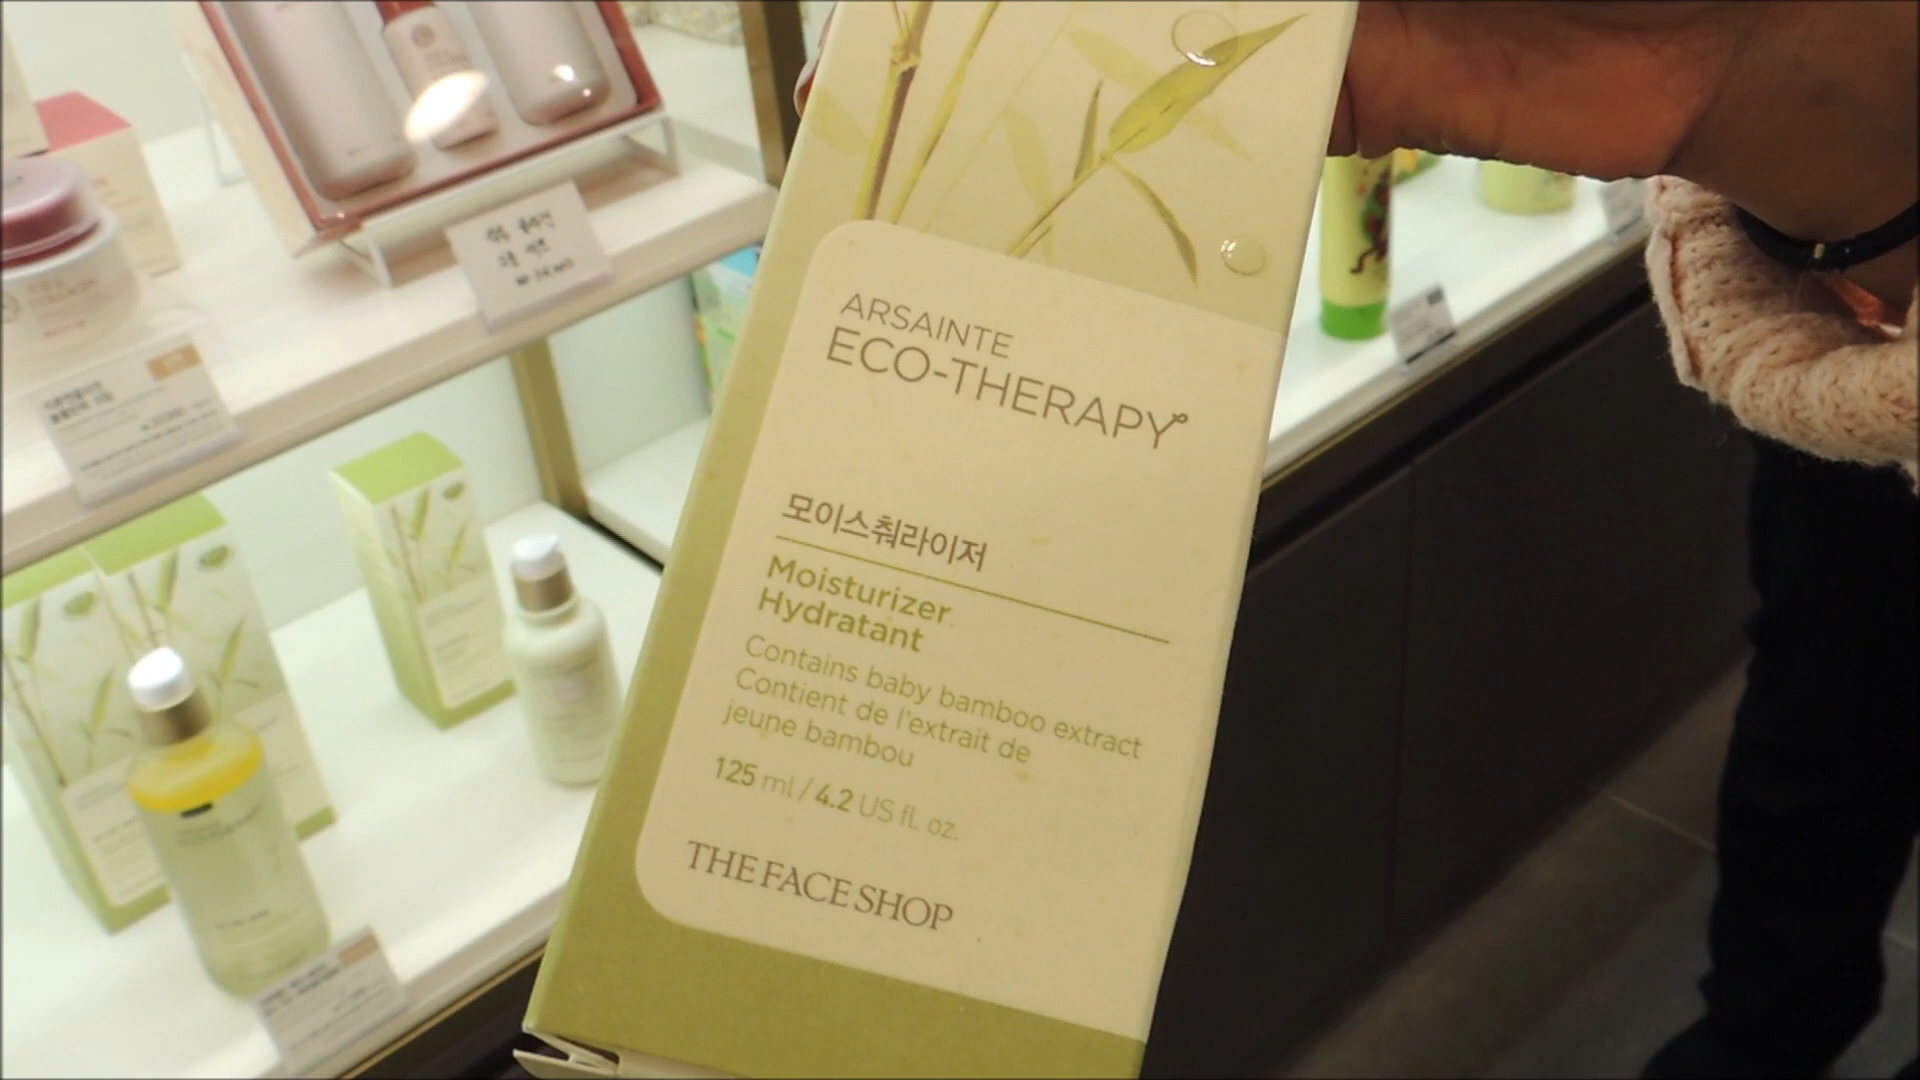 ARSAINTE
ECO-THERAPY
모이스춰라이저
Moisturizer
Hydratant
Contains baby bamboo extract
Contient de l'extrait de
jeune bambou
125 ml / 4.2 US fl. oz.
THE FACE SHOP